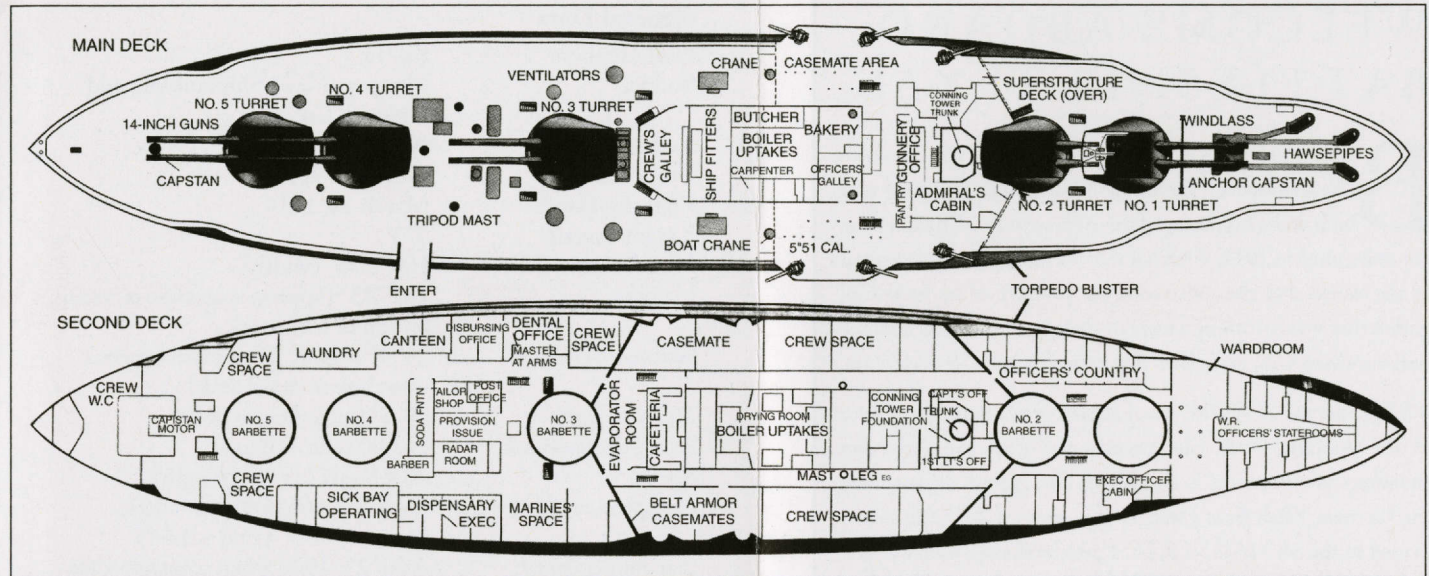 MAIN DECK
CRANE
CASEMATE AREA
VENTILATORS
NO. 4 TURRET
NO. 5 TURRET
NO. 3 TURRET
14-INCH GUNS
CAPSTAN
TRIPOD MAST
CREW'S
GALLEY
SHIP FITTERS
BUTCHER
BAKERY
BOILER
UPTAKES
CARPENTER
OFFICERS'
GALLEY
PANTRY
GUNNERY
OFFICE
CONNING
TOWER
TRUNK
SUPERSTRUCTURE
DECK (OVER)
ADMIRAL'S
CABIN
NO. 2 TURRET
NO. 1 TURRET
WINDLASS
HAWSEPIPES
ANCHOR CAPSTAN
BOAT CRANE
5"51 CAL.
ENTER
TORPEDO BLISTER
SECOND DECK
CREW
W.C
CREW
SPACE
LAUNDRY
CANTEEN
DISBURSING
OFFICE
DENTAL
OFFICE
MASTER
AT ARMS
CREW
SPACE
CASEMATE
CREW SPACE
OFFICERS' COUNTRY
WARDROOM
CAPISTAN
MOTOR
NO. 5
BARBETTE
NO. 4
BARBETTE
SODA FNTN
BARBER
TAILOR
SHOP
POST
OFFICE
PROVISION
ISSUE
RADAR
ROOM
NO. 3
BARBETTE
EVAPORATOR
ROOM
CAFETERIA
DRYING ROOM
BOILER UPTAKES
CONNING
TOWER
FOUNDATION
CAPT'S OFF
TRUNK
1ST LT'S OFF
NO. 2
BARBETTE
W.R.
OFFICERS' STATEROOMS
EXEC OFFICER
CABIN
MAST LEG EG
CREW
SPACE
SICK BAY
OPERATING
DISPENSARY
EXEC
MARINES'
SPACE
BELT ARMOR
CASEMATES
CREW SPACE